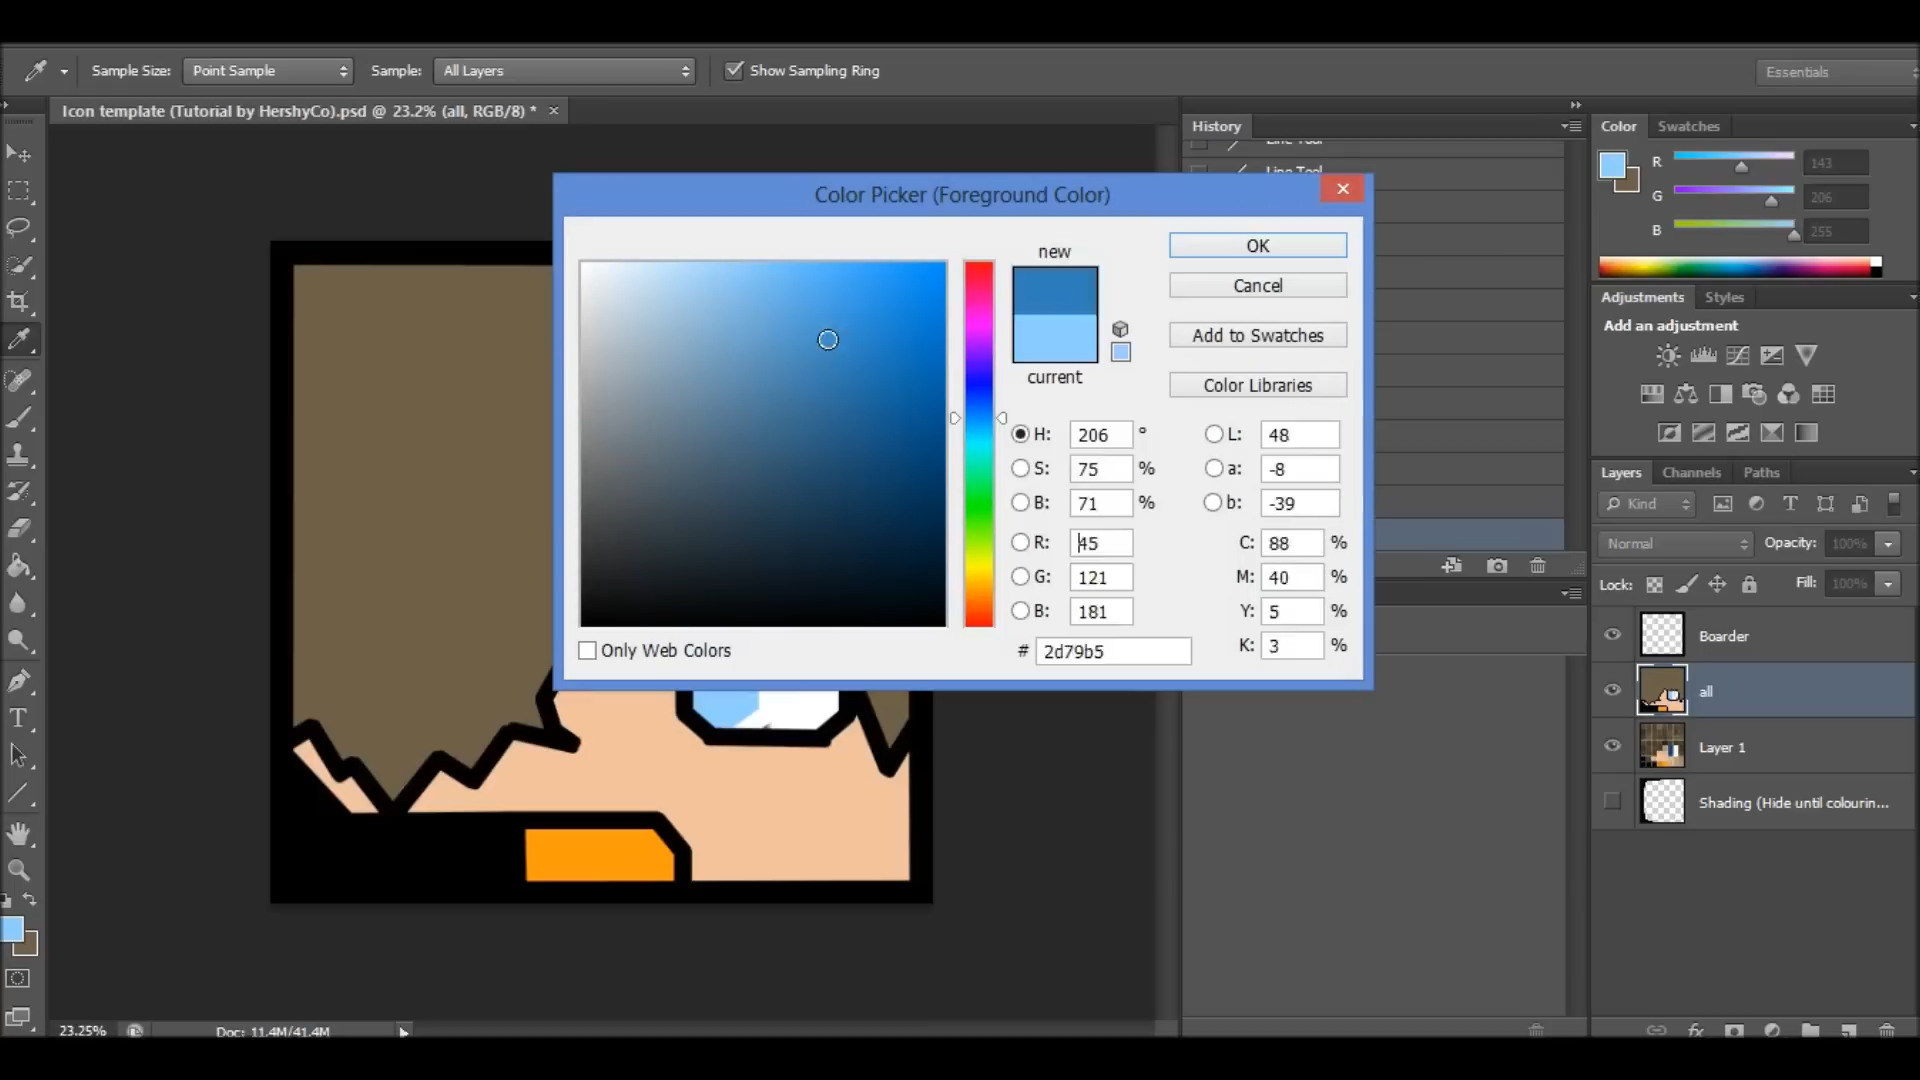 Sample Size: Point Sample Sample: All Layers Show Sampling Ring Essentials
Icon template (Tutorial by HershyCo).psd @ 23.2% (all, RGB/8) * ×
History
Line Tool
Line Tool
Color Swatches
R 143
G 206
B 255
Adjustments Styles
Add an adjustment
Layers Channels Paths
Kind
Normal Opacity: 100%
Lock: Fill: 100%
Boarder
all
Layer 1
Shading (Hide until colourin...
Color Picker (Foreground Color)
new
current
OK
Cancel
Add to Swatches
Color Libraries
H: 206 °
S: 75 %
B: 71 %
R: 45
G: 121
B: 181
# 2d79b5
L: 48
a: -8
b: -39
C: 88 %
M: 40 %
Y: 5 %
K: 3 %
Only Web Colors
23.25% Doc: 11.4M/41.4M